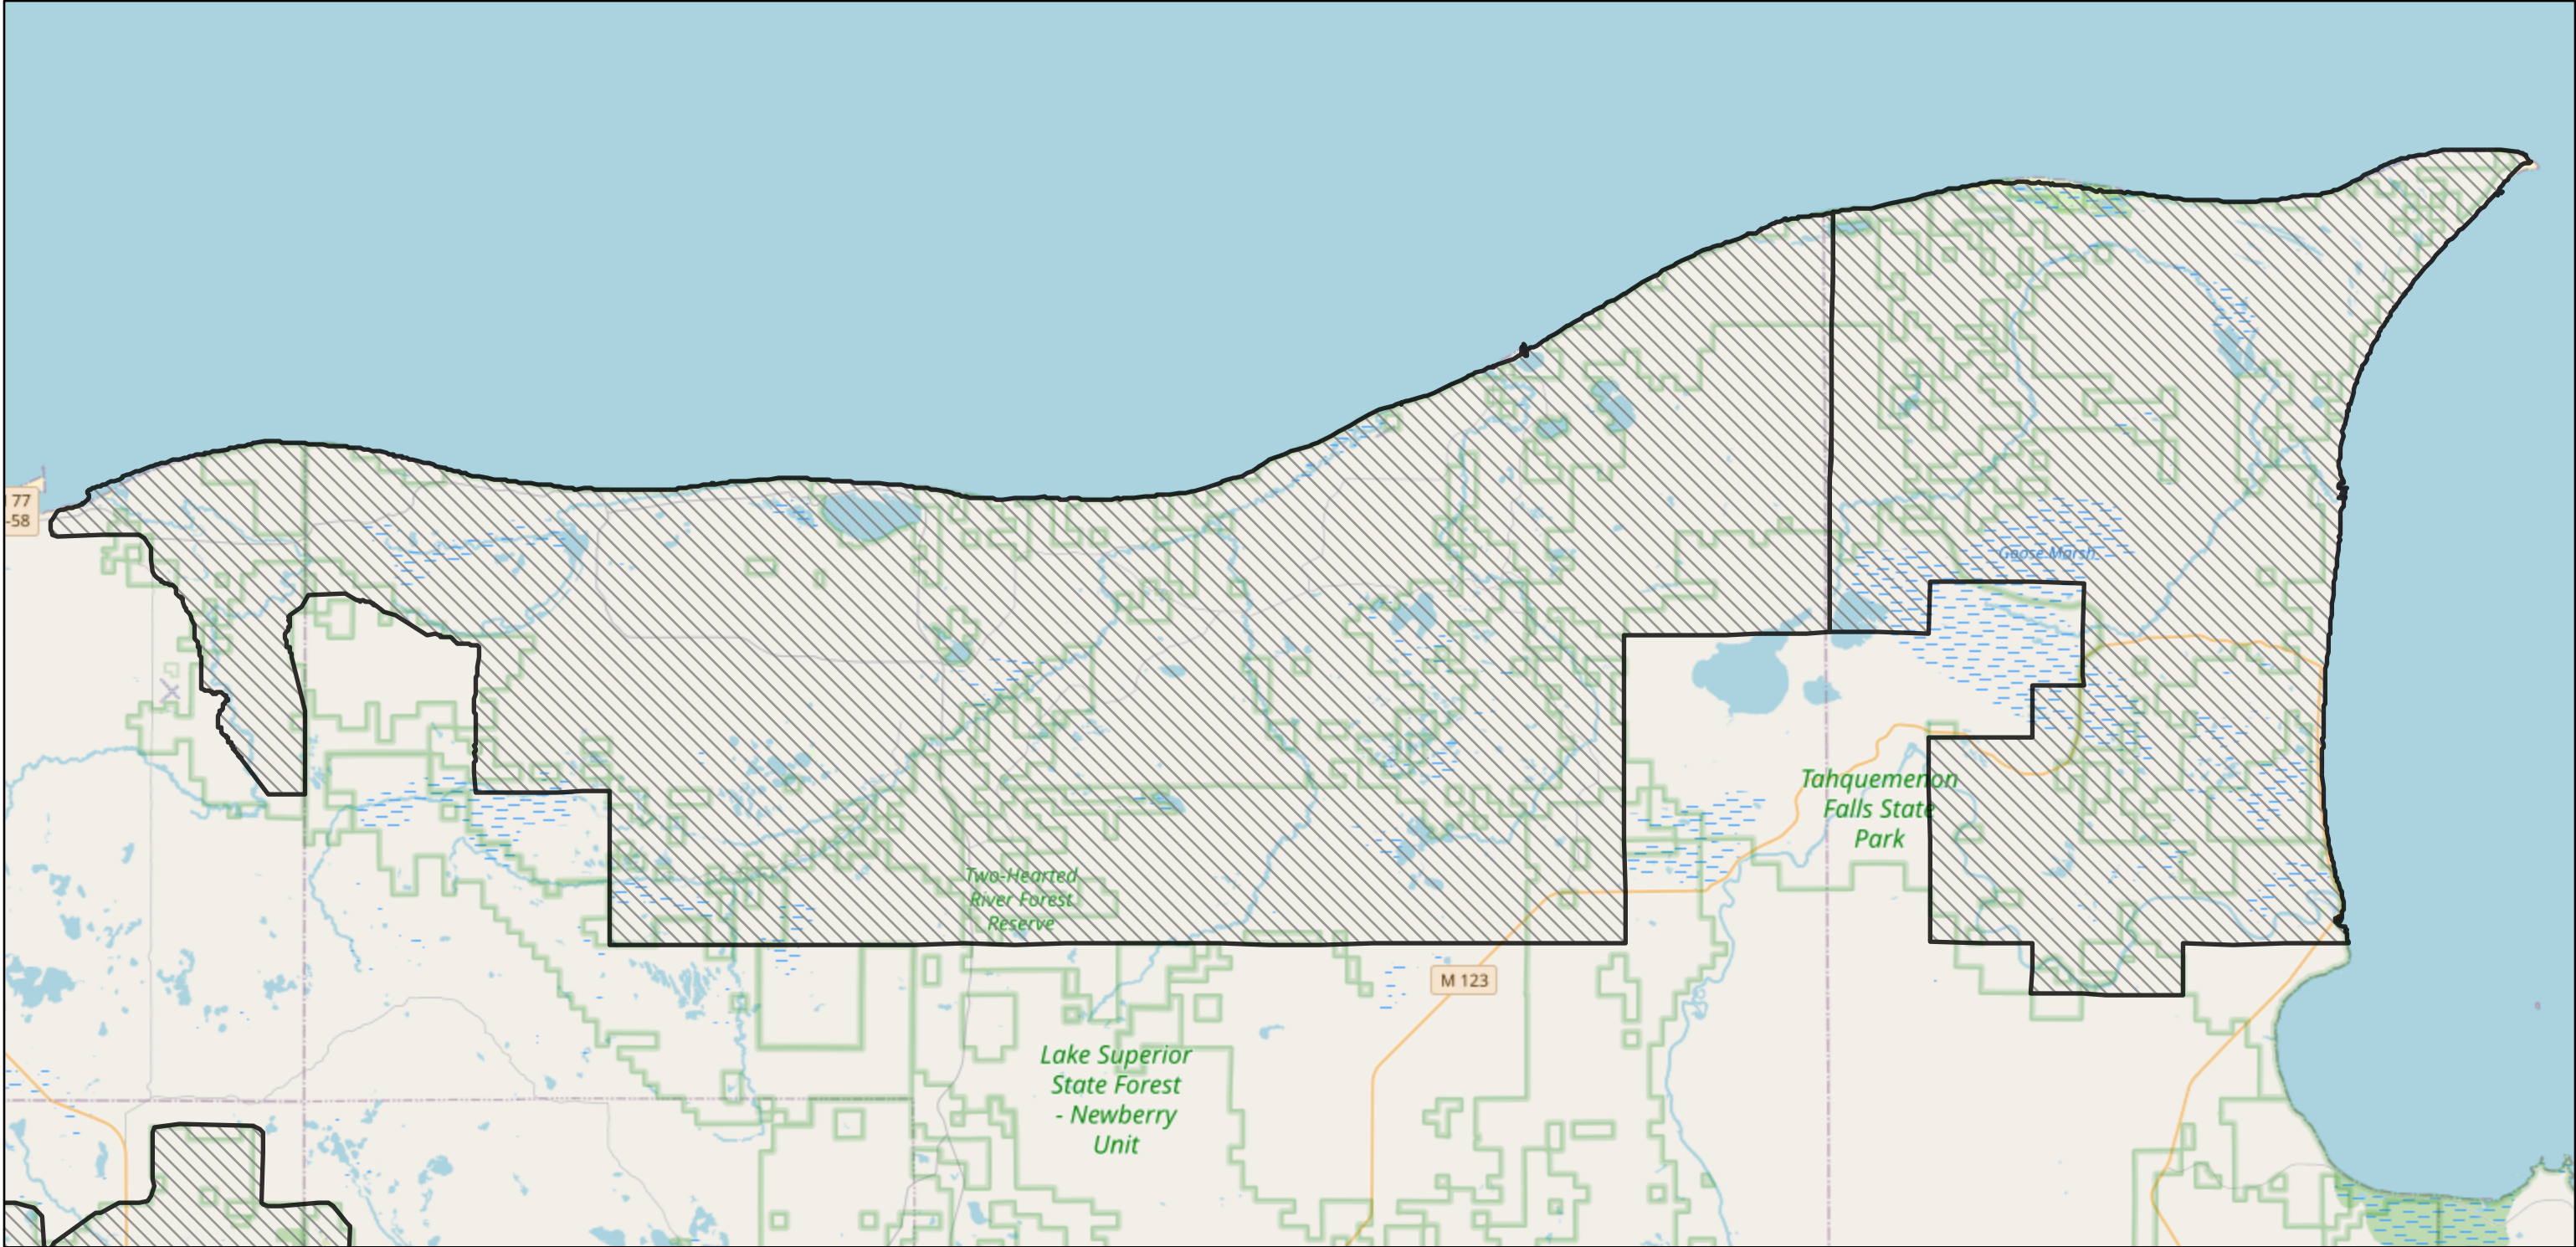 77
-58
Goose Marsh
Tahquamenon
Falls State
Park
Two-Hearted
River Forest
Reserve
M 123
Lake Superior
State Forest
- Newberry
Unit